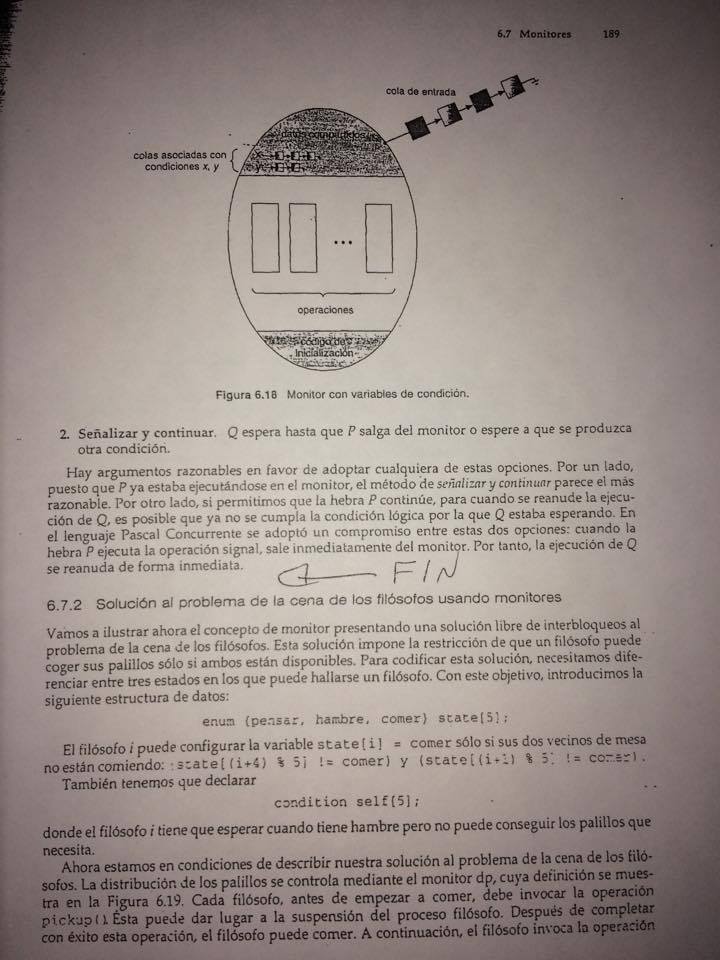 6.7 Monitores 189
cola de entrada
datos compartidos
colas asociadas con
condiciones x, y
x
y
...
operaciones
código de
inicialización
Figura 6.18 Monitor con variables de condición.
2. Señalizar y continuar. Q espera hasta que P salga del monitor o espere a que se produzca
otra condición.
Hay argumentos razonables en favor de adoptar cualquiera de estas opciones. Por un lado,
puesto que P ya estaba ejecutándose en el monitor, el método de señalizar y continuar parece el más
razonable. Por otro lado, si permitimos que la hebra P continúe, para cuando se reanude la ejecu-
ción de Q, es posible que ya no se cumpla la condición lógica por la que Q estaba esperando. En
el lenguaje Pascal Concurrente se adoptó un compromiso entre estas dos opciones: cuando la
hebra P ejecuta la operación signal, sale inmediatamente del monitor. Por tanto, la ejecución de Q
se reanuda de forma inmediata.
FIN
6.7.2 Solución al problema de la cena de los filósofos usando monitores
Vamos a ilustrar ahora el concepto de monitor presentando una solución libre de interbloqueos al
problema de la cena de los filósofos. Esta solución impone la restricción de que un filósofo puede
coger sus palillos sólo si ambos están disponibles. Para codificar esta solución, necesitamos dife-
renciar entre tres estados en los que puede hallarse un filósofo. Con este objetivo, introducimos la
siguiente estructura de datos:
enum {pensar, hambre, comer} state[5];
El filósofo i puede configurar la variable state[i] = comer sólo si sus dos vecinos de mesa
no están comiendo: (state[(i+4) % 5] != comer) y (state[(i+1) % 5] != comer).
También tenemos que declarar
condition self[5];
donde el filósofo i tiene que esperar cuando tiene hambre pero no puede conseguir los palillos que
necesita.
Ahora estamos en condiciones de describir nuestra solución al problema de la cena de los filó-
sofos. La distribución de los palillos se controla mediante el monitor dp, cuya definición se mues-
tra en la Figura 6.19. Cada filósofo, antes de empezar a comer, debe invocar la operación
pickup(). Ésta puede dar lugar a la suspensión del proceso filósofo. Después de completar
con éxito esta operación, el filósofo puede comer. A continuación, el filósofo invoca la operación